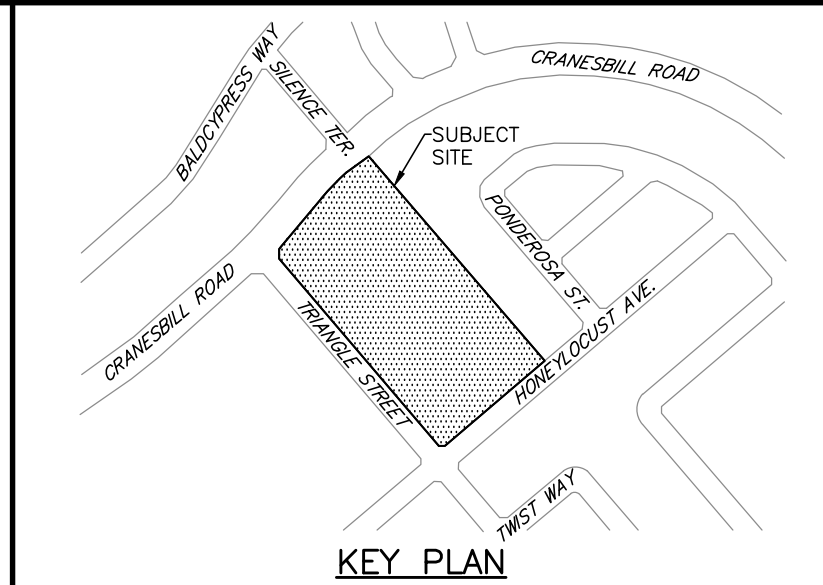 BALDCYPRESS WAY
SILENCE TER.
CRANESBILL ROAD
SUBJECT
SITE
PONDEROSA ST.
CRANESBILL ROAD
TRIANGLE STREET
HONEYLOCUST AVE.
TWIST WAY
KEY PLAN